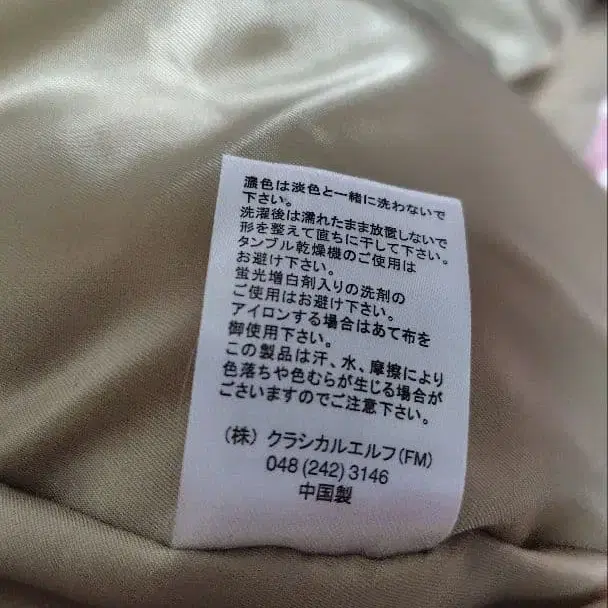 濃色は淡色と一緒に洗わないで
下さい。
洗濯後は濡れたまま放置しないで
形を整えて直ちに干して下さい。
タンブル乾燥機のご使用は
お避け下さい。
蛍光増白剤入りの洗剤の
ご使用はお避け下さい。
アイロンする場合はあて布を
御使用下さい。
この製品は汗、水、摩擦により
色落ちや色むらが生じる場合が
ございますのでご注意下さい。
（株）クラシカルエルフ(FM)
048 (242) 3146
中国製